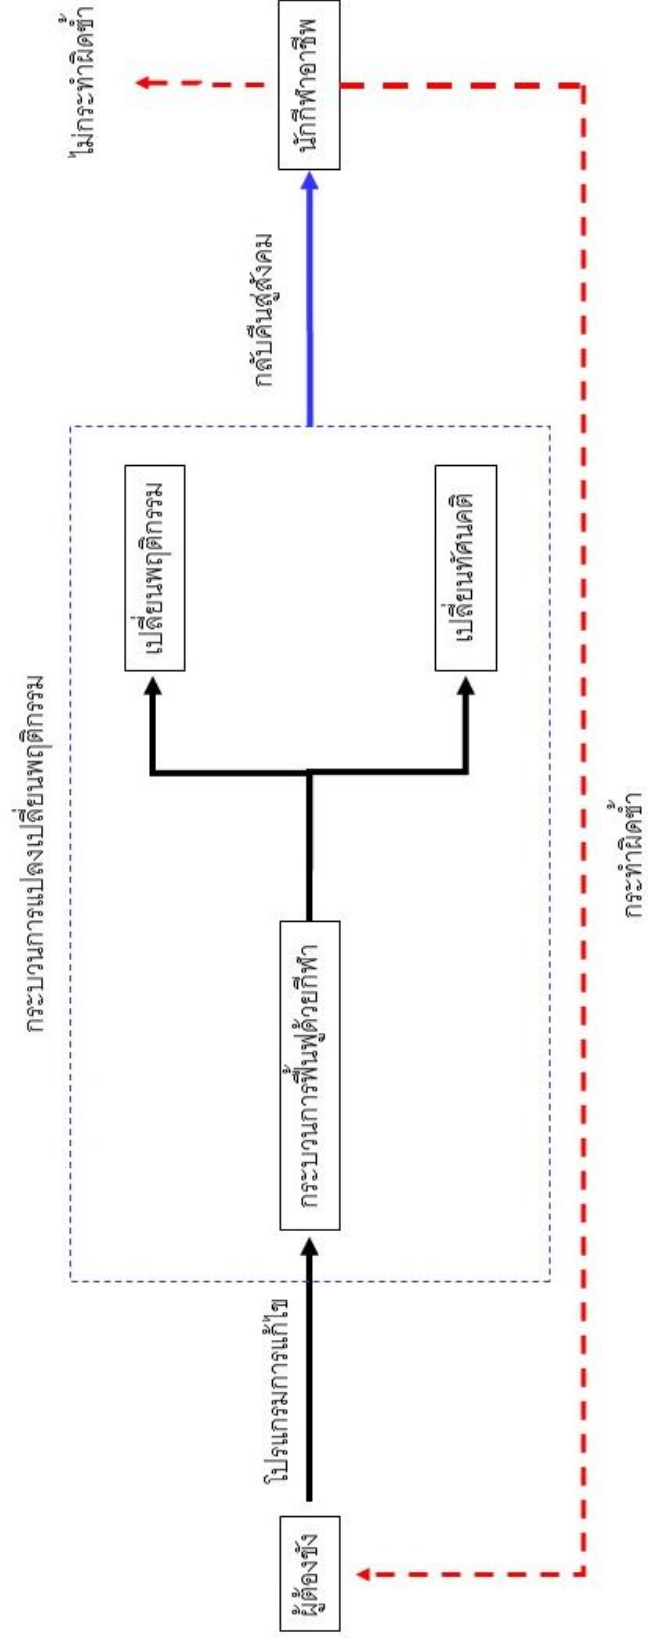 กระบวนการแปลงเปลี่ยนพฤติกรรม
ผู้ต้องขัง
โปรแกรมการแก้ไข
กระบวนการฟื้นฟูด้วยกีฬา
เปลี่ยนพฤติกรรม
เปลี่ยนทัศนคติ
กลับคืนสู่สังคม
นักกีฬาอาชีพ
ไม่กระทำผิดซ้ำ
กระทำผิดซ้ำ